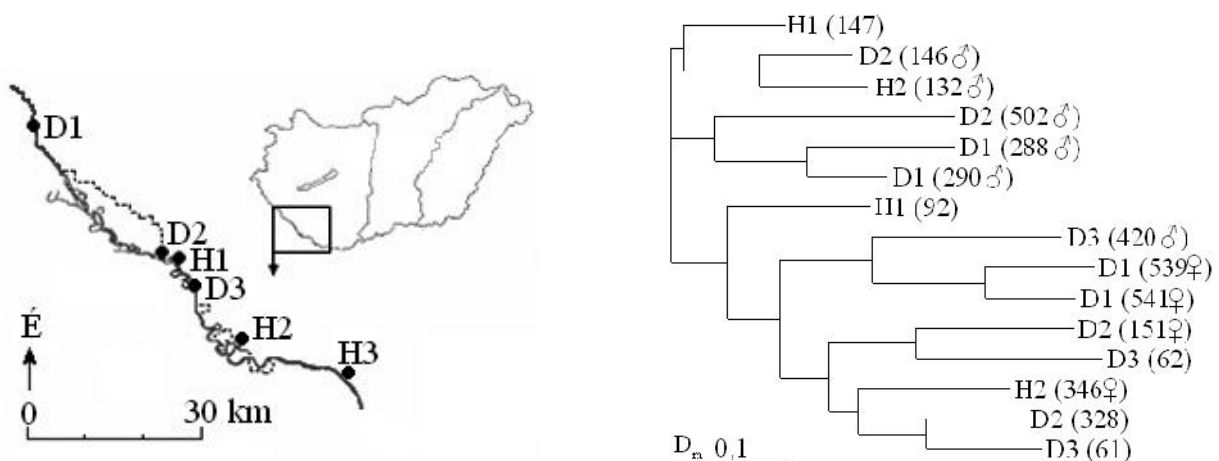 D1
D2
H1
D3
H2
H3
É
0 30 km
H1 (147)
D2 (146♂)
H2 (132♂)
D2 (502♂)
D1 (288♂)
D1 (290♂)
H1 (92)
D3 (420♂)
D1 (539♀)
D1 (541♀)
D2 (151♀)
D3 (62)
H2 (346♀)
D2 (328)
D3 (61)
0,1